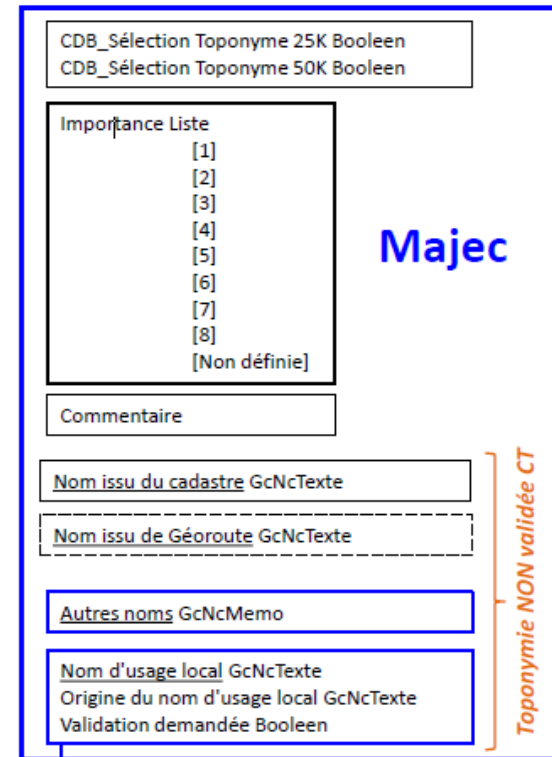 CDB_Sélection Toponyme 25K Booleen
CDB_Sélection Toponyme 50K Booleen
Importance Liste
[1]
[2]
[3]
[4]
[5]
[6]
[7]
[8]
[Non définie]
Majec
Commentaire
Nom issu du cadastre GcNcTexte
Nom issu de Géoroute GcNcTexte
Autres noms GcNcMemo
Nom d'usage local GcNcTexte
Origine du nom d'usage local GcNcTexte
Validation demandée Booleen
Toponymie NON validée CT